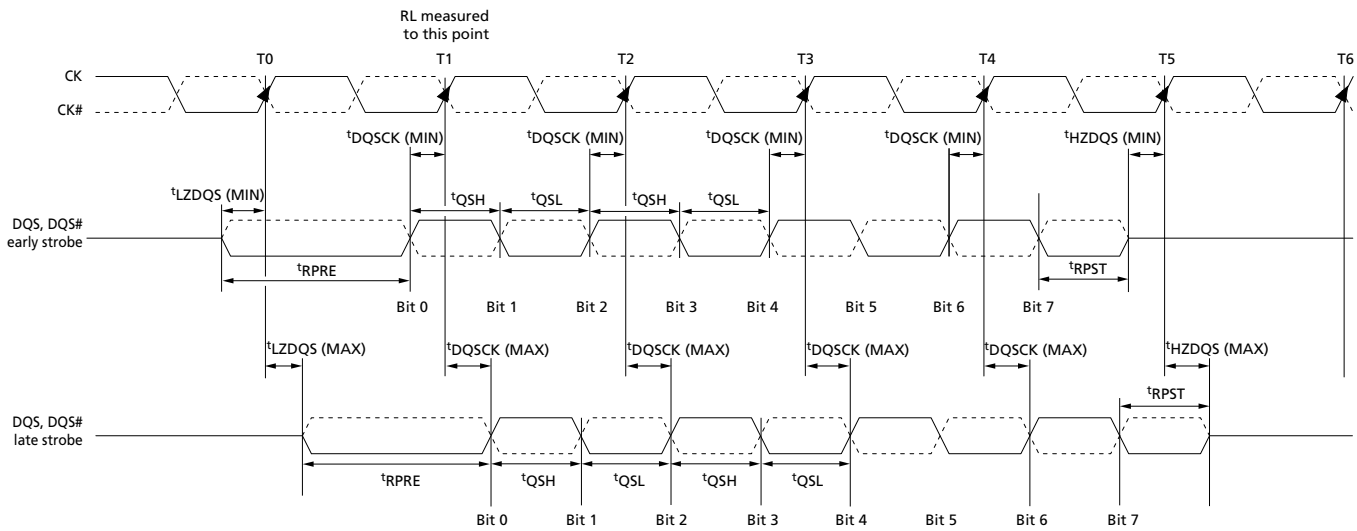 RL measured
to this point
T0 T1 T2 T3 T4 T5 T6
CK
CK#
tDQSCK (MIN) tDQSCK (MIN) tDQSCK (MIN) tDQSCK (MIN) tHZDQS (MIN)
tLZDQS (MIN)
tQSH tQSL tQSH tQSL
DQS, DQS#
early strobe
tRPRE tRPST
Bit 0 Bit 1 Bit 2 Bit 3 Bit 4 Bit 5 Bit 6 Bit 7
tLZDQS (MAX) tDQSCK (MAX) tDQSCK (MAX) tDQSCK (MAX) tDQSCK (MAX) tHZDQS (MAX)
tRPST
DQS, DQS#
late strobe
tRPRE tQSH tQSL tQSH tQSL
Bit 0 Bit 1 Bit 2 Bit 3 Bit 4 Bit 5 Bit 6 Bit 7